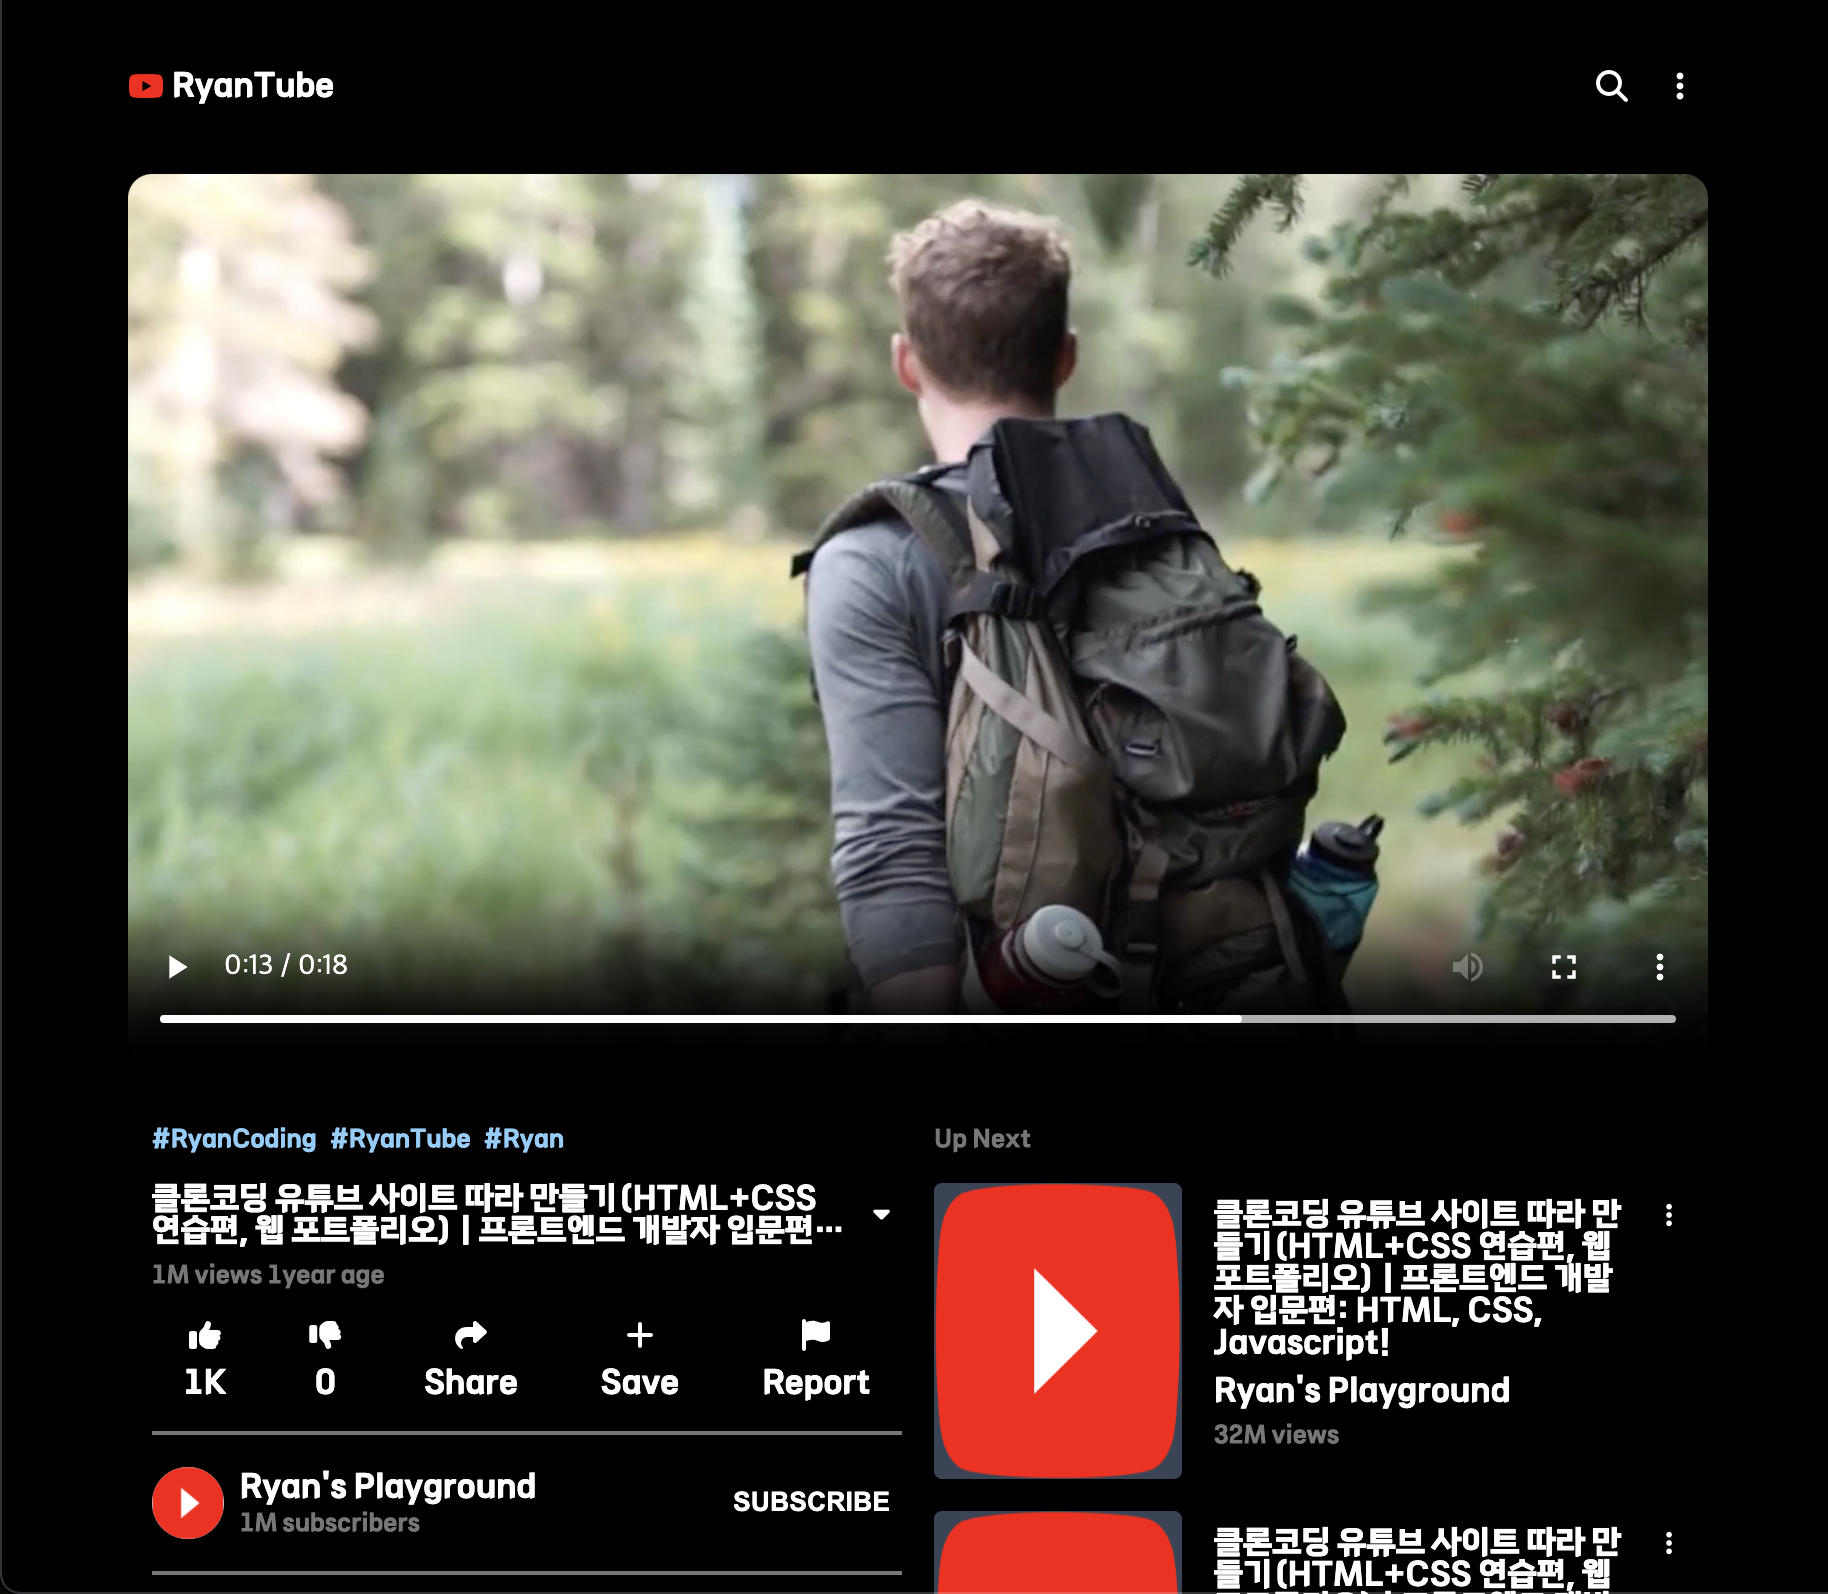 RyanTube
0:13 / 0:18
#RyanCoding #RyanTube #Ryan
클론코딩 유튜브 사이트 따라 만들기 (HTML+CSS
연습편, 웹 포트폴리오) | 프론트엔드 개발자 입문편…
1M views 1year age
1K
0
Share
Save
Report
Ryan's Playground
1M subscribers
SUBSCRIBE
Up Next
클론코딩 유튜브 사이트 따라 만
들기 (HTML+CSS 연습편, 웹
포트폴리오) | 프론트엔드 개발
자 입문편: HTML, CSS,
Javascript!
Ryan's Playground
32M views
클론코딩 유튜브 사이트 따라 만
들기 (HTML+CSS 연습편, 웹